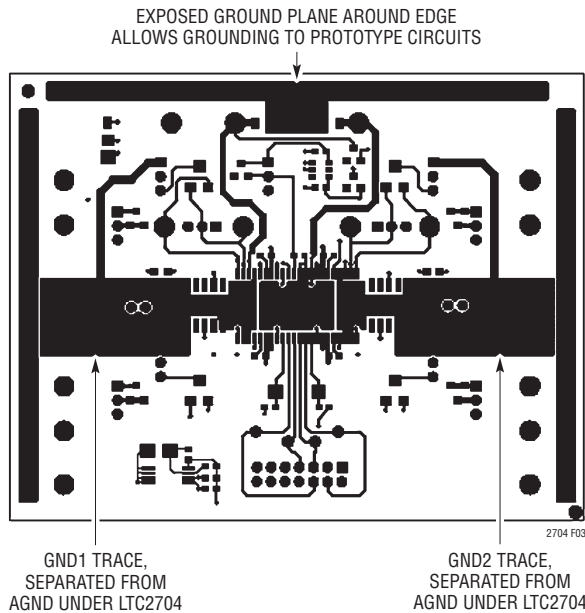 EXPOSED GROUND PLANE AROUND EDGE
ALLOWS GROUNDING TO PROTOTYPE CIRCUITS
2704 F03
GND1 TRACE,
SEPARATED FROM
AGND UNDER LTC2704
GND2 TRACE,
SEPARATED FROM
AGND UNDER LTC2704